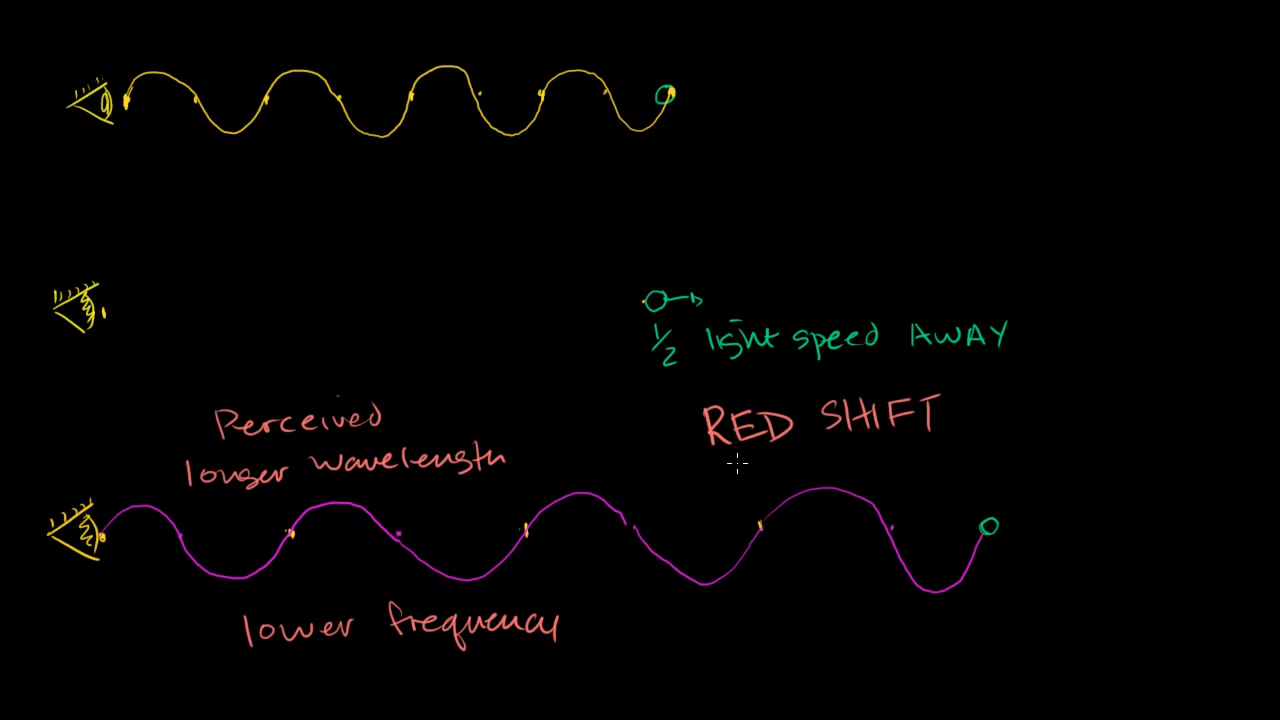 1/2 light speed AWAY
RED SHIFT
Perceived
longer wavelength
lower frequency